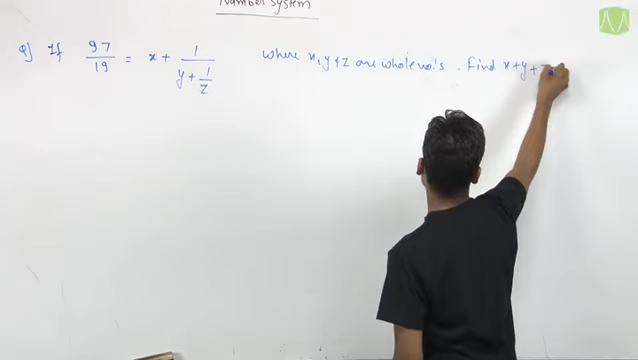 Number system
Q] If 97/19 = x + 1/(y + 1/z) where x, y & z are whole no's. Find x+y+z